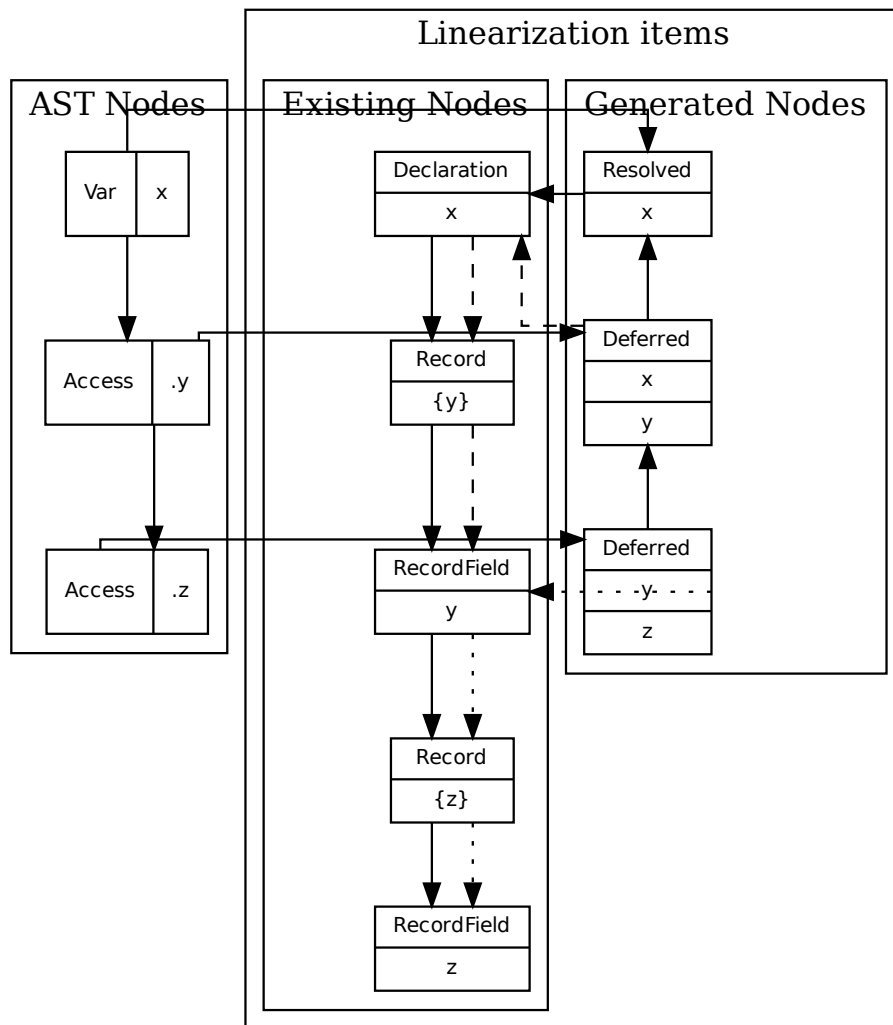 Linearization items
AST Nodes
Existing Nodes
Generated Nodes
Var
x
Declaration
x
Resolved
x
Access
.y
Record
{y}
Deferred
x
y
Access
.z
RecordField
y
Deferred
y
z
Record
{z}
RecordField
z